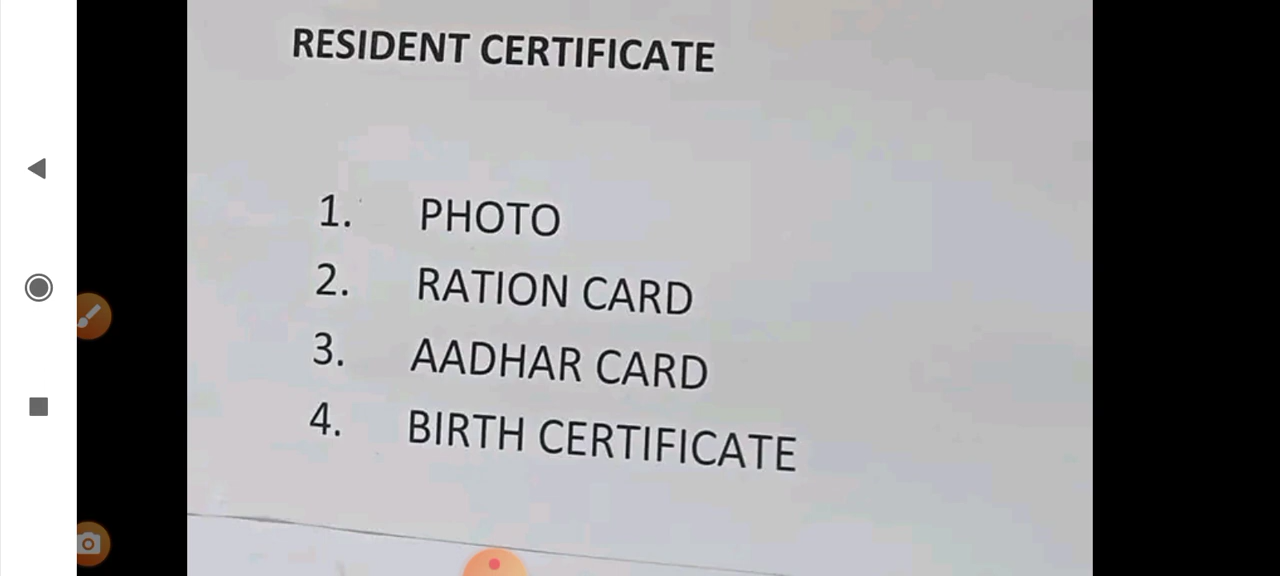 RESIDENT CERTIFICATE
1. PHOTO
2. RATION CARD
3. AADHAR CARD
4. BIRTH CERTIFICATE